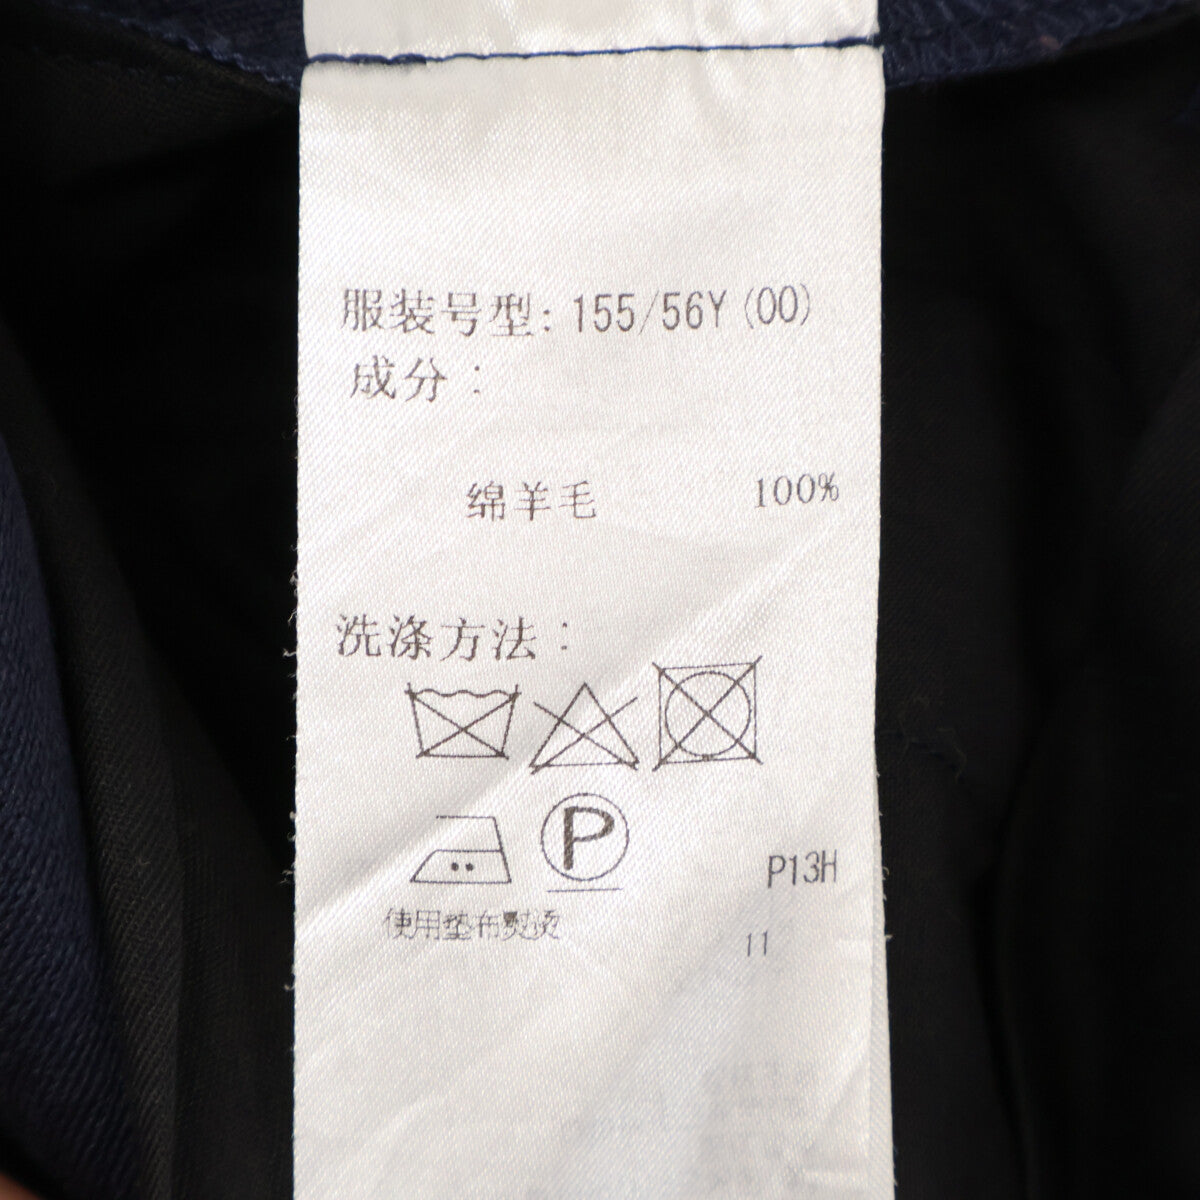 服装号型: 155/56Y (00)
成分:
绵羊毛 100%
洗涤方法:
P
P13H
使用垫布熨烫
11